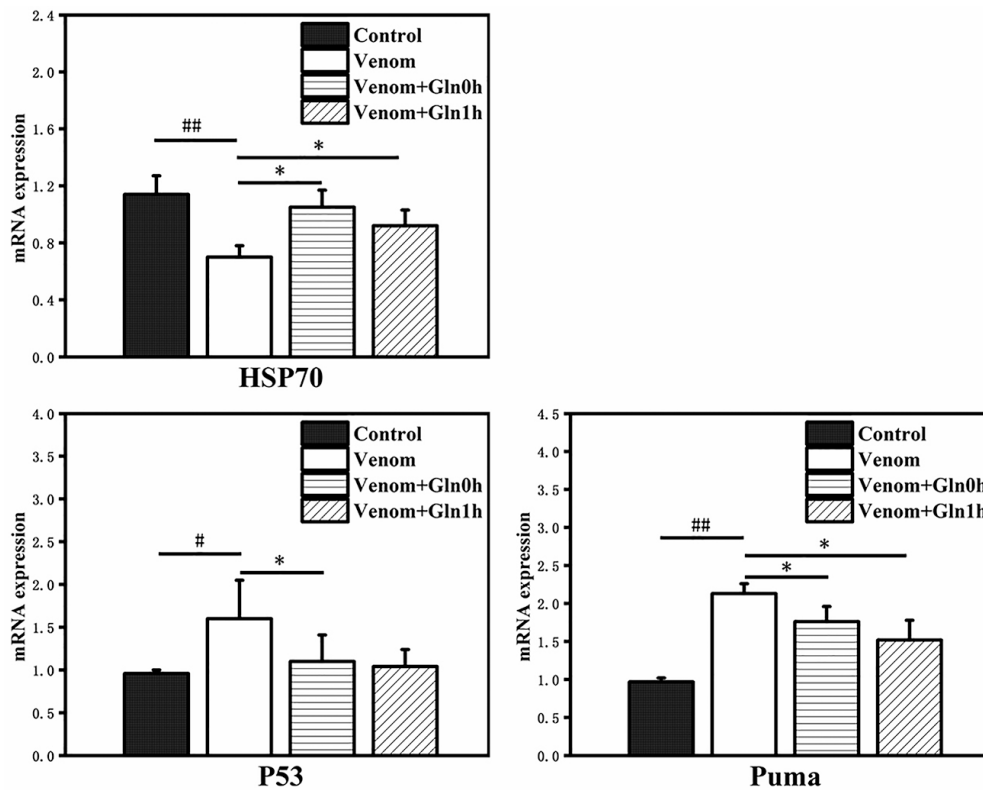 2.4
2.0
1.6
1.2
0.8
0.4
0.0
mRNA expression
Control
Venom
Venom+Gln0h
Venom+Gln1h
##
*
*
HSP70
4.0
3.5
3.0
2.5
2.0
1.5
1.0
0.5
0.0
mRNA expression
Control
Venom
Venom+Gln0h
Venom+Gln1h
#
*
P53
4.5
4.0
3.5
3.0
2.5
2.0
1.5
1.0
0.5
0.0
mRNA expression
Control
Venom
Venom+Gln0h
Venom+Gln1h
##
*
*
Puma